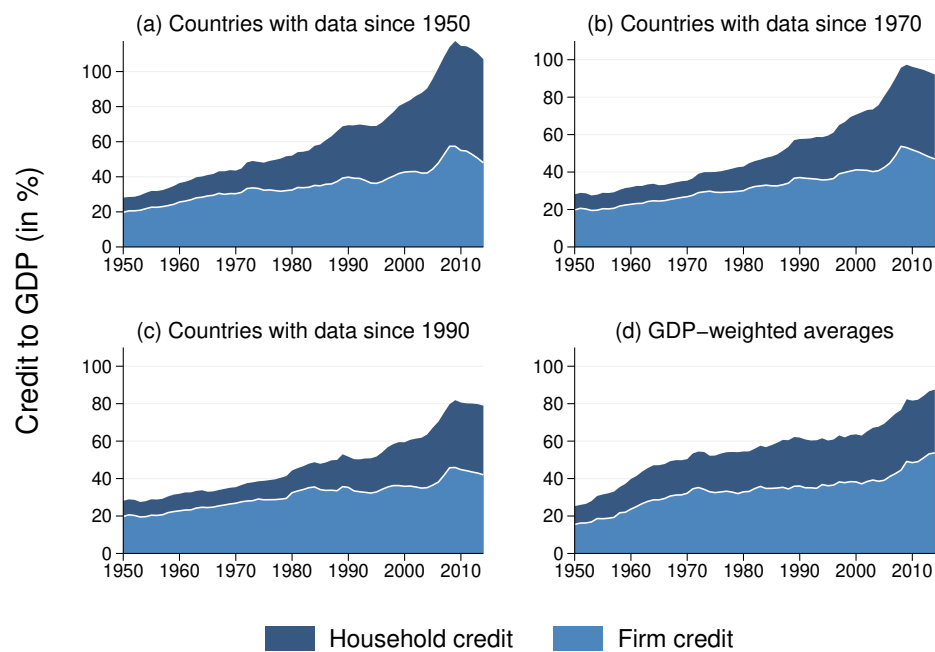 (a) Countries with data since 1950
(b) Countries with data since 1970
100
80
60
40
20
0
1950 1960 1970 1980 1990 2000 2010
100
80
60
40
20
0
1950 1960 1970 1980 1990 2000 2010
Credit to GDP (in %)
(c) Countries with data since 1990
(d) GDP−weighted averages
100
80
60
40
20
0
1950 1960 1970 1980 1990 2000 2010
100
80
60
40
20
0
1950 1960 1970 1980 1990 2000 2010
Household credit
Firm credit